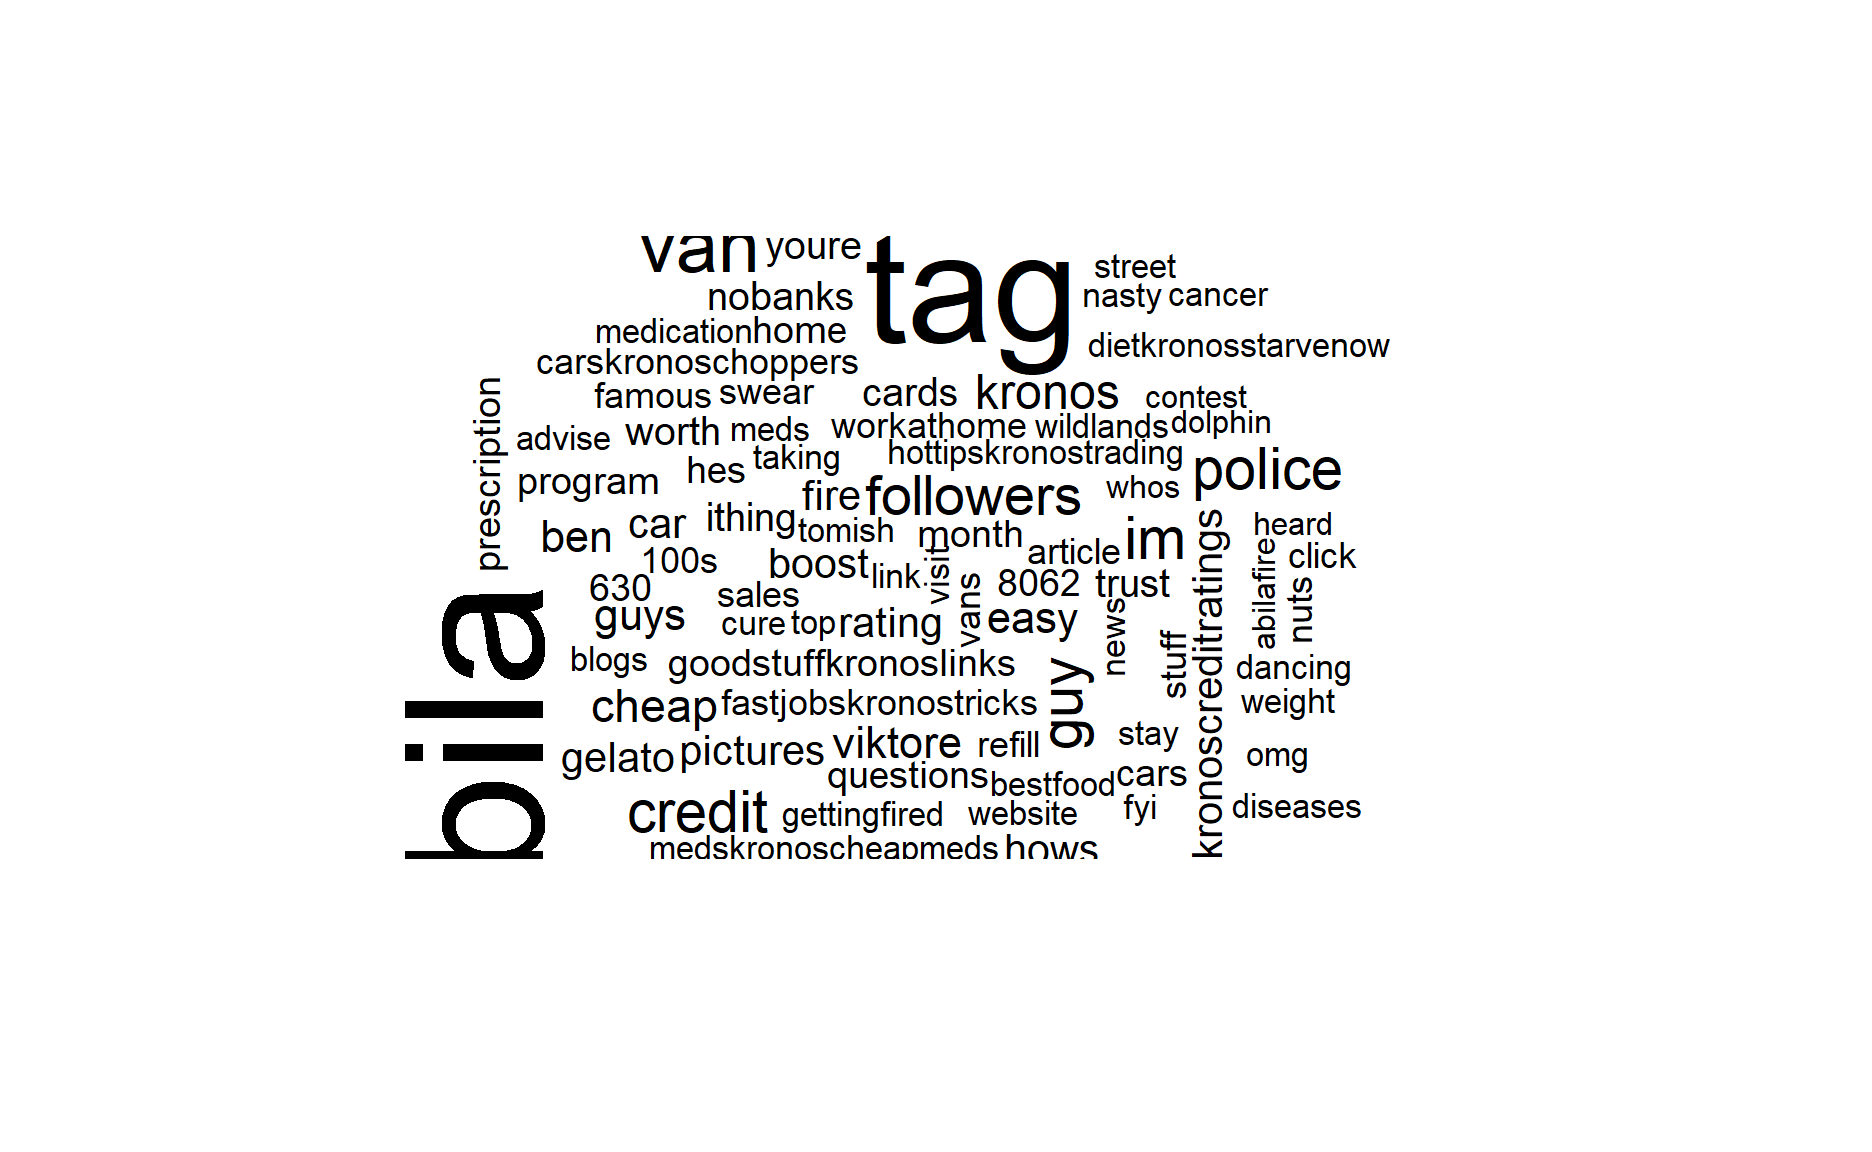 van youre tag street
nobanks nasty cancer
medication home dietkronosstarvenow
carskronoschoppers
famous swear cards kronos contest
prescription advise worth meds workathome wildlands dolphin
taking hottipskronostrading police
program hes fire followers whos
ben car ithing tomish month article im heard
100s boost link visit click
630 sales vans 8062 trust kronoscreditratings abilafire nuts
guys cure top rating easy news
bila blogs goodstuffkronoslinks guy stuff dancing
cheap fastjobskronostricks weight
gelato pictures viktore refill stay omg
questions bestfood cars
credit gettingfired website fyi diseases
medskronoscheapmeds hows